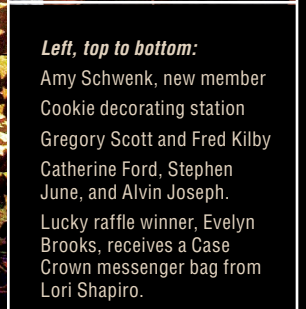 Left, top to bottom:
Amy Schwenk, new member
Cookie decorating station
Gregory Scott and Fred Kilby
Catherine Ford, Stephen
June, and Alvin Joseph.
Lucky raffle winner, Evelyn
Brooks, receives a Case
Crown messenger bag from
Lori Shapiro.